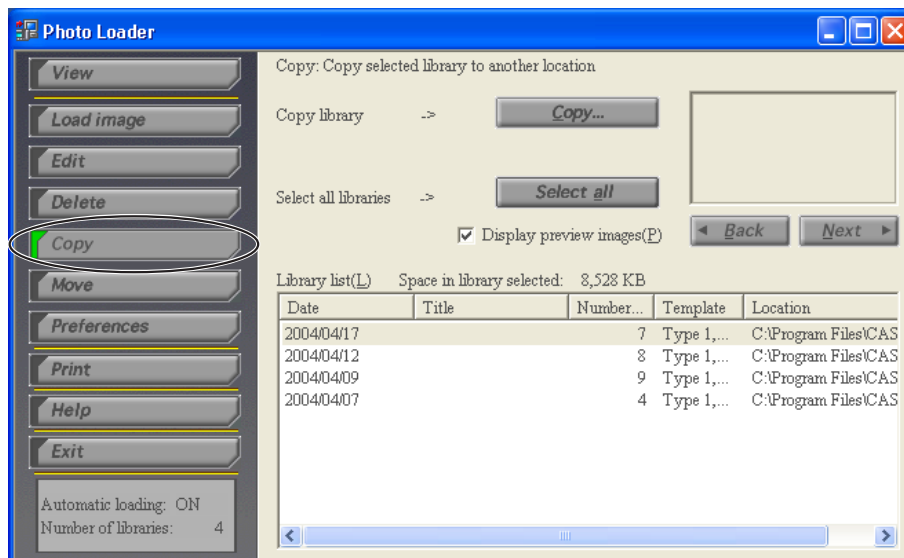 Photo Loader
View
Load image
Edit
Delete
Copy
Move
Preferences
Print
Help
Exit
Automatic loading: ON
Number of libraries: 4
Copy: Copy selected library to another location
Copy library -> Copy...
Select all libraries -> Select all
Display preview images(P)
Back Next
Library list(L) Space in library selected: 8,528 KB
Date Title Number... Template Location
2004/04/17 7 Type 1,... C:\Program Files\CAS
2004/04/12 8 Type 1,... C:\Program Files\CAS
2004/04/09 9 Type 1,... C:\Program Files\CAS
2004/04/07 4 Type 1,... C:\Program Files\CAS